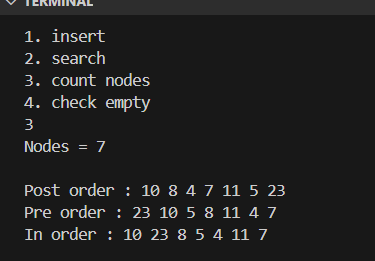 TERMINAL
1. insert
2. search
3. count nodes
4. check empty
3
Nodes = 7
Post order : 10 8 4 7 11 5 23
Pre order : 23 10 5 8 11 4 7
In order : 10 23 8 5 4 11 7